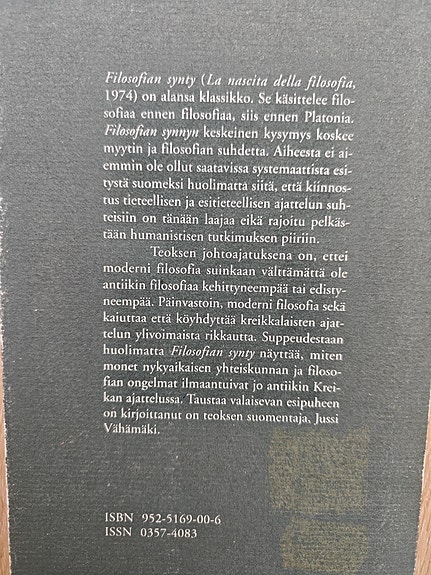 Filosofian synty (La nascita della filosofia,
1974) on alansa klassikko. Se käsittelee filo-
sofiaa ennen filosofiaa, siis ennen Platonia.
Filosofian synnyn keskeinen kysymys koskee
myytin ja filosofian suhdetta. Aiheesta ei ai-
emmin ole ollut saatavissa systemaattista esi-
tystä suomeksi huolimatta siitä, että kiinnos-
tus tieteellisen ja esitieteellisen ajattelun suh-
teisiin on tänään laajaa eikä rajoitu pelkäs-
tään humanistisen tutkimuksen piiriin.
Teoksen johtoajatuksena on, ettei
moderni filosofia suinkaan välttämättä ole
antiikin filosofiaa kehittyneempää tai edisty-
neempää. Päinvastoin, moderni filosofia sekä
kaiuttaa että köyhdyttää kreikkalaisten ajat-
telun ylivoimaista rikkautta. Suppeudestaan
huolimatta Filosofian synty näyttää, miten
monet nykyaikaisen yhteiskunnan ja filoso-
fian ongelmat ilmaantuivat jo antiikin Krei-
kan ajattelussa. Taustaa valaisevan esipuheen
on kirjoittanut on teoksen suomentaja, Jussi
Vähämäki.
ISBN 952-5169-00-6
ISSN 0357-4083